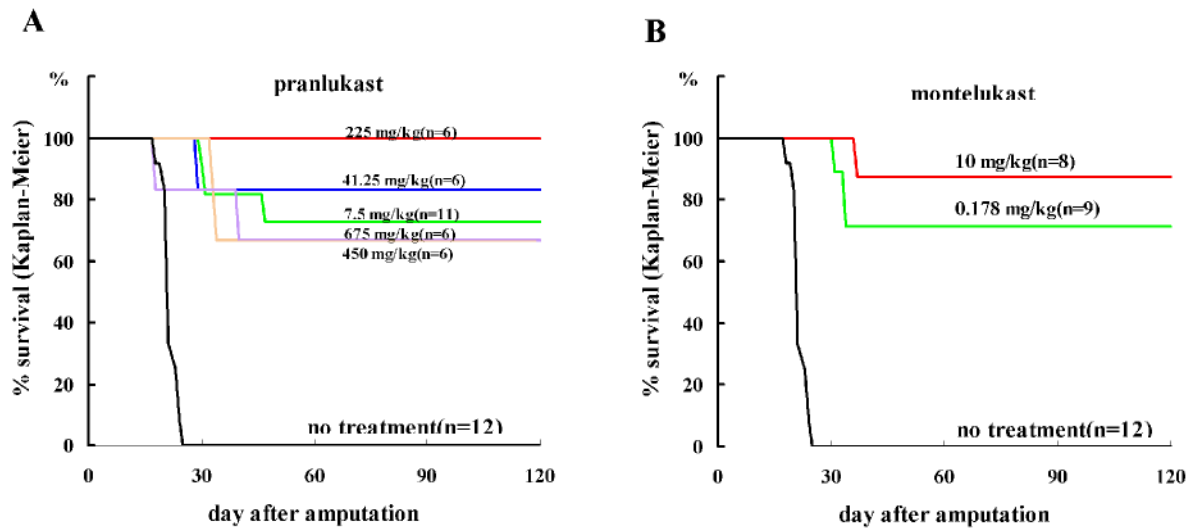 A
%
pranlukast
100
80
60
40
20
0
% survival (Kaplan-Meier)
225 mg/kg(n=6)
41.25 mg/kg(n=6)
7.5 mg/kg(n=11)
675 mg/kg(n=6)
450 mg/kg(n=6)
no treatment(n=12)
0 30 60 90 120
day after amputation
B
%
montelukast
100
80
60
40
20
0
% survival (Kaplan-Meier)
10 mg/kg(n=8)
0.178 mg/kg(n=9)
no treatment(n=12)
0 30 60 90 120
day after amputation